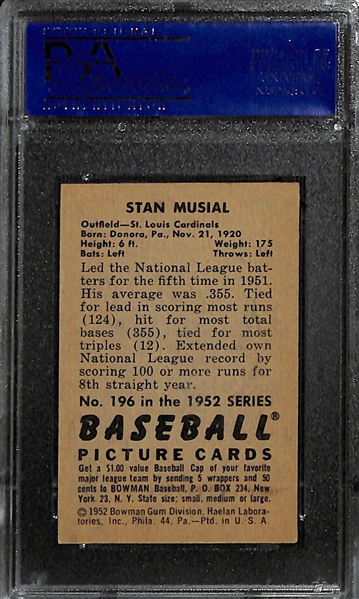 PSA
STAN MUSIAL
Outfield—St. Louis Cardinals
Born: Donora, Pa., Nov. 21, 1920
Height: 6 ft. Weight: 175
Bats: Left Throws: Left
Led the National League bat-
ters for the fifth time in 1951.
His average was .355. Tied
for lead in scoring most runs
(124), hit for most total
bases (355), tied for most
triples (12). Extended own
National League record by
scoring 100 or more runs for
8th straight year.
No. 196 in the 1952 SERIES
BASEBALL®
PICTURE CARDS
Get a $1.00 value Baseball Cap of your favorite
major league team by sending 5 wrappers and 50
cents to BOWMAN Baseball, P. O. BOX 234, New
York 23, N. Y. State size: small, medium or large.
©1952 Bowman Gum Division, Haelan Labora-
tories, Inc., Phila. 44, Pa.—Ptd. in U. S. A.